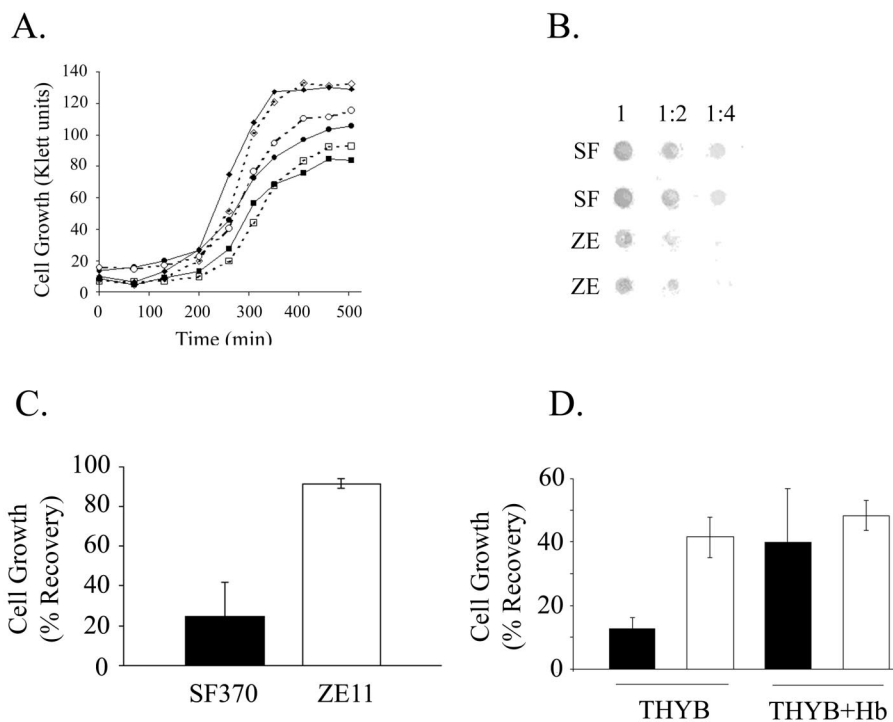 A.
Cell Growth (Klett units)
140
120
100
80
60
40
20
0
0 100 200 300 400 500
Time (min)
B.
1 1:2 1:4
SF
SF
ZE
ZE
C.
Cell Growth
(% Recovery)
100
80
60
40
20
0
SF370 ZE11
D.
Cell Growth
(% Recovery)
60
40
20
0
THYB THYB+Hb